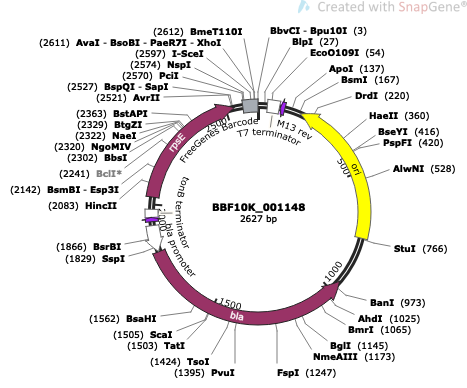 Created with SnapGene®
(2612) BmeT110I
(2611) AvaI - BsoBI - PaeR7I - XhoI
(2597) I-SceI
(2574) NspI
(2570) PciI
(2527) BspQI - SapI
(2521) AvrII
(2363) BstAPI
(2329) BtgZI
(2322) NaeI
(2320) NgoMIV
(2302) BbsI
(2241) BclI*
(2142) BsmBI - Esp3I
(2083) HincII
(1866) BsrBI
(1829) SspI
(1562) BsaHI
(1505) ScaI
(1503) TatI
(1424) TsoI
(1395) PvuI
BbvCI - Bpu10I (3)
BlpI (27)
EcoO109I (54)
ApoI (137)
BsmI (167)
DrdI (220)
HaeII (360)
BseYI (416)
PspFI (420)
AlwNI (528)
StuI (766)
BanI (973)
AhdI (1025)
BmrI (1065)
BglI (1145)
NmeAIII (1173)
FspI (1247)
BBF10K_001148
2627 bp
rpsE
FreeGenes Barcode
T7 terminator
M13 rev
ori
bla
bla promoter
tonB terminator
500
1000
1500
2000
2500